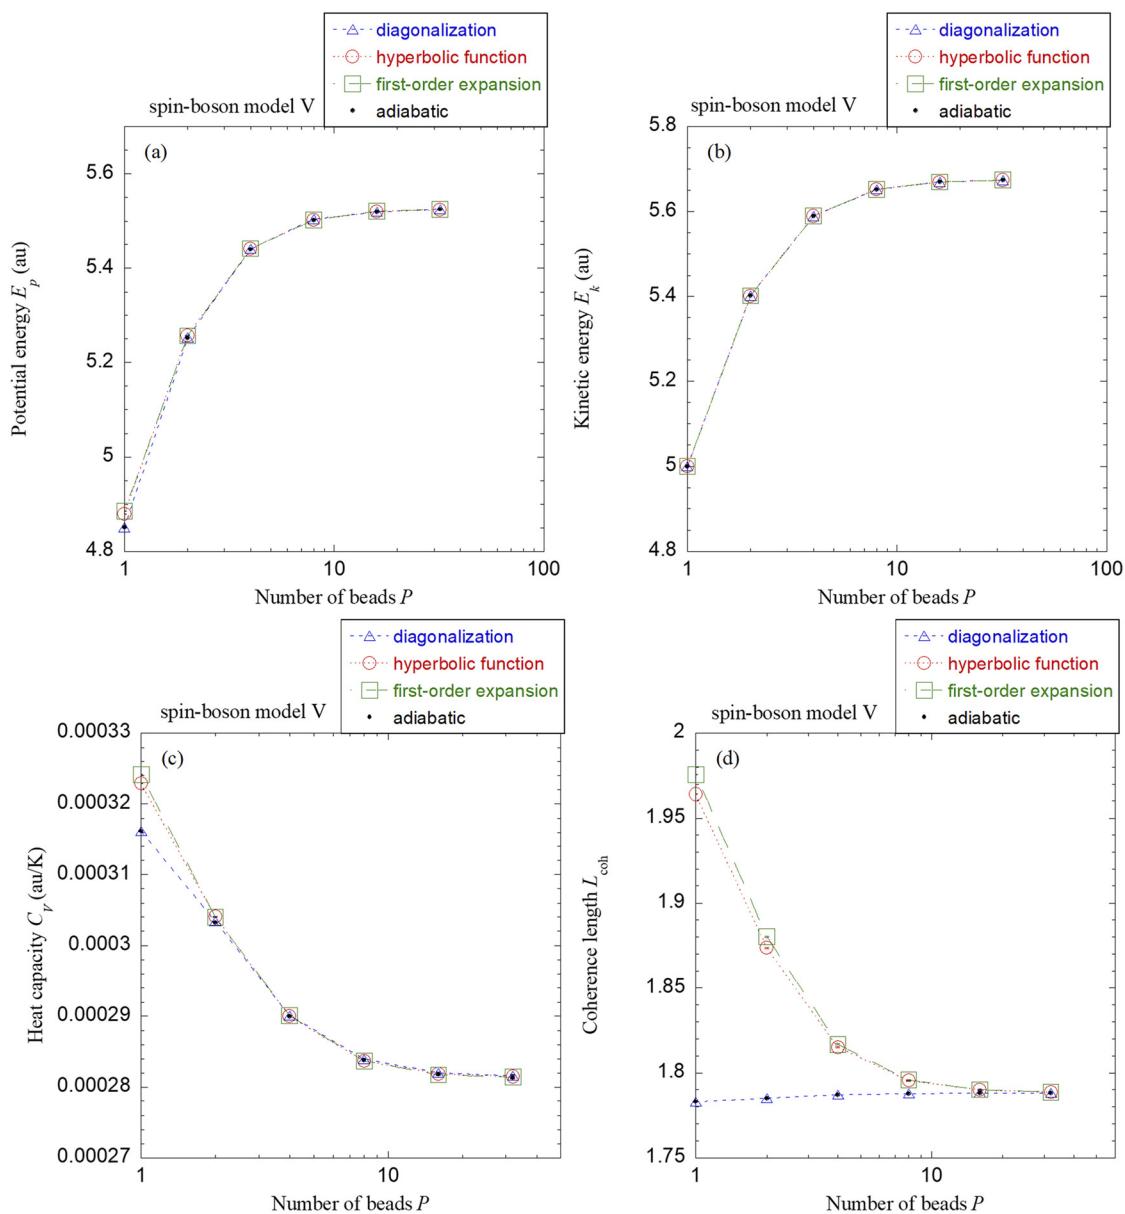 diagonalization
hyperbolic function
first-order expansion
adiabatic
spin-boson model V
(a)
5.6
5.4
5.2
5
4.8
1
10
100
Potential energy E_p (au)
Number of beads P
diagonalization
hyperbolic function
first-order expansion
adiabatic
spin-boson model V
(b)
5.8
5.6
5.4
5.2
5
4.8
1
10
100
Kinetic energy E_k (au)
Number of beads P
diagonalization
hyperbolic function
first-order expansion
adiabatic
spin-boson model V
(c)
0.00033
0.00032
0.00031
0.0003
0.00029
0.00028
0.00027
1
10
Heat capacity C_V (au/K)
Number of beads P
diagonalization
hyperbolic function
first-order expansion
adiabatic
spin-boson model V
(d)
2
1.95
1.9
1.85
1.8
1.75
1
10
Coherence length L_coh
Number of beads P